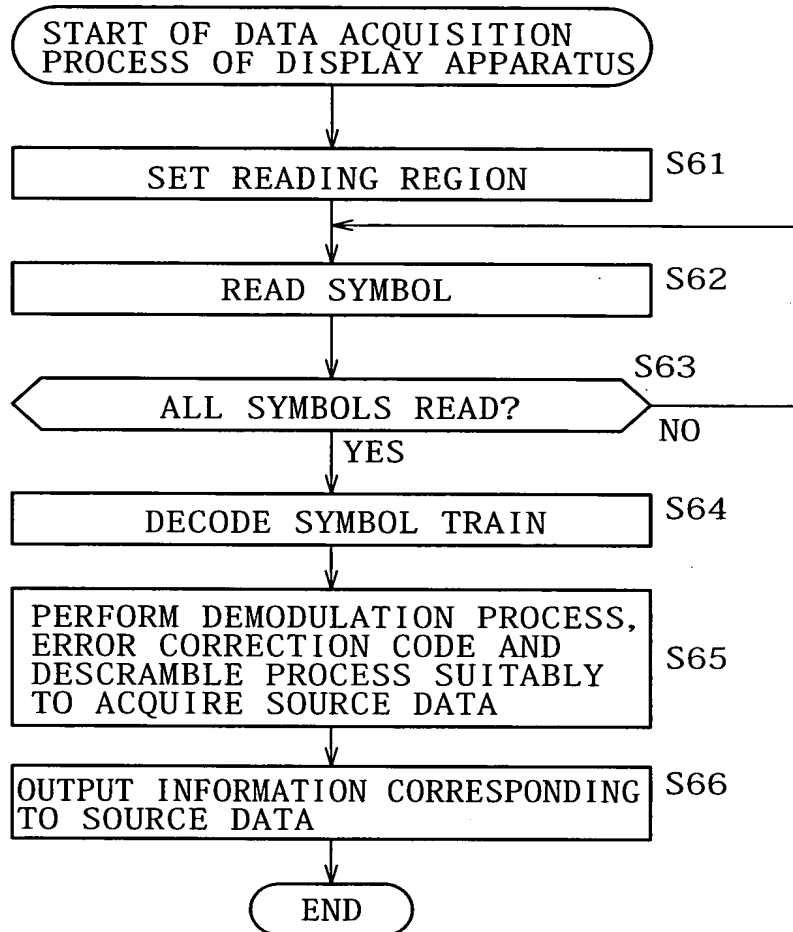 START OF DATA ACQUISITION
PROCESS OF DISPLAY APPARATUS
S61
SET READING REGION
S62
READ SYMBOL
S63
ALL SYMBOLS READ?
NO
YES
S64
DECODE SYMBOL TRAIN
PERFORM DEMODULATION PROCESS,
ERROR CORRECTION CODE AND
DESCRAMBLE PROCESS SUITABLY
TO ACQUIRE SOURCE DATA
S65
OUTPUT INFORMATION CORRESPONDING
TO SOURCE DATA
S66
END